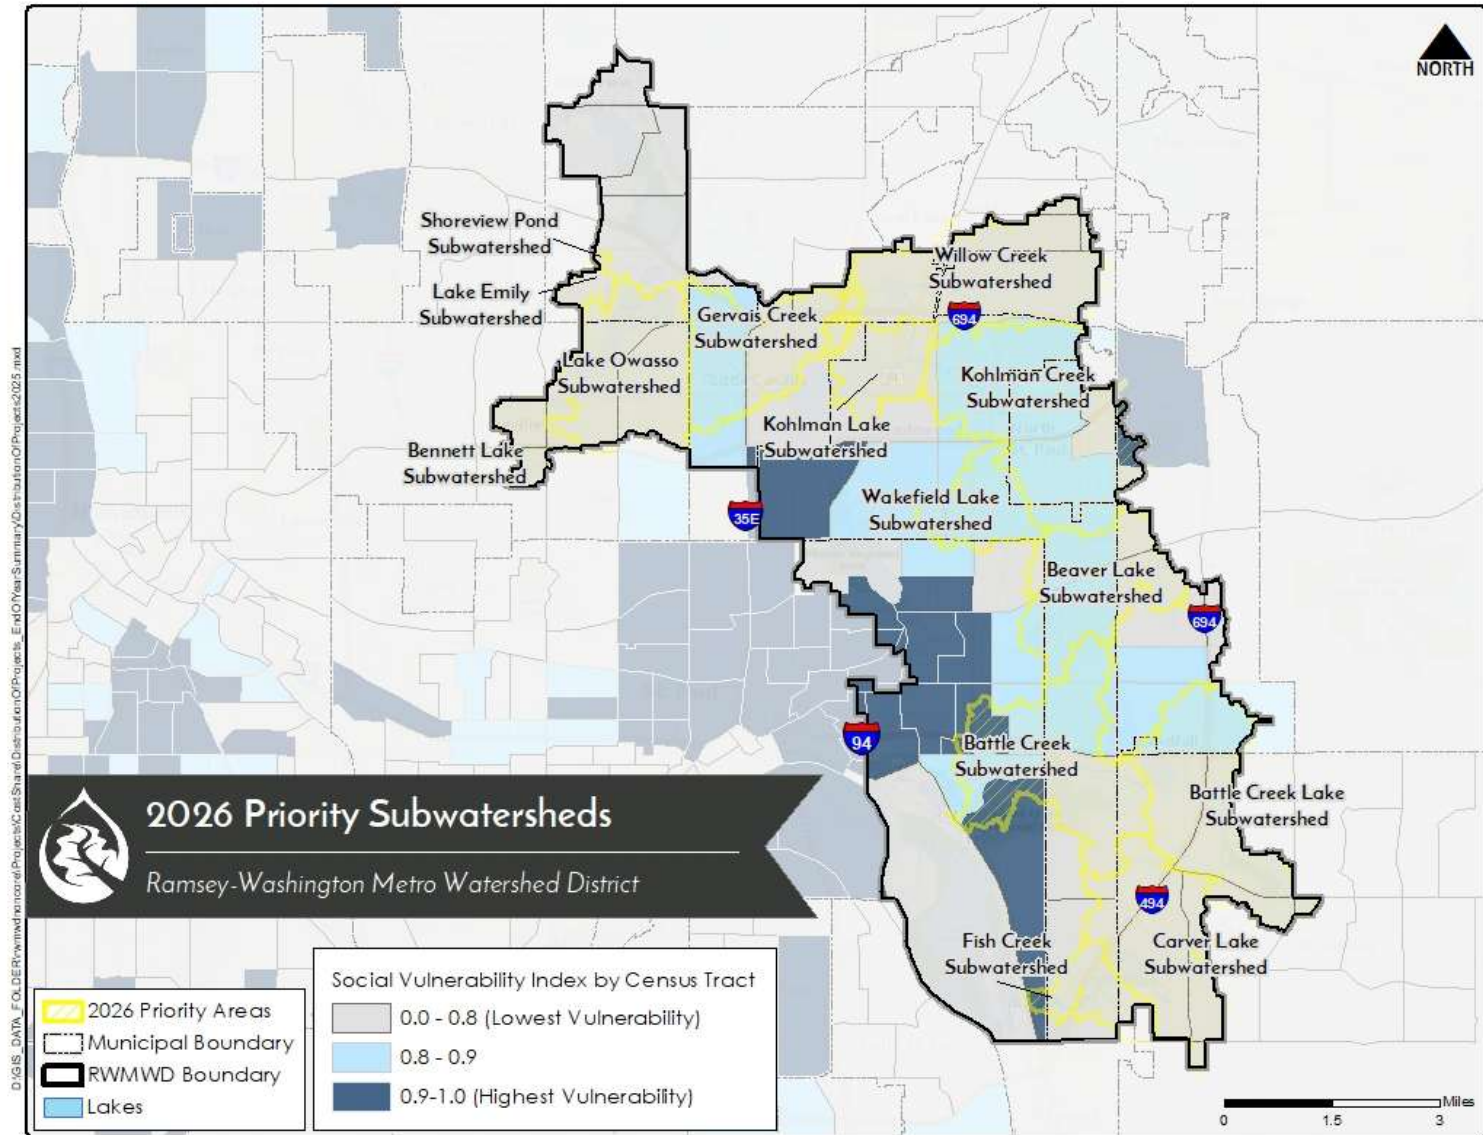 NORTH
Shoreview Pond
Subwatershed
Lake Emily
Subwatershed
Willow Creek
Subwatershed
694
Gervais Creek
Subwatershed
Lake Owasso
Subwatershed
Kohlman Creek
Subwatershed
Kohlman Lake
Subwatershed
Bennett Lake
Subwatershed
Wakefield Lake
Subwatershed
35E
Beaver Lake
Subwatershed
694
94
Battle Creek
Subwatershed
Battle Creek Lake
Subwatershed
494
Fish Creek
Subwatershed
Carver Lake
Subwatershed
2026 Priority Subwatersheds
Ramsey-Washington Metro Watershed District
2026 Priority Areas
Municipal Boundary
RWMWD Boundary
Lakes
Social Vulnerability Index by Census Tract
0.0 - 0.8 (Lowest Vulnerability)
0.8 - 0.9
0.9-1.0 (Highest Vulnerability)
Miles
0 1.5 3